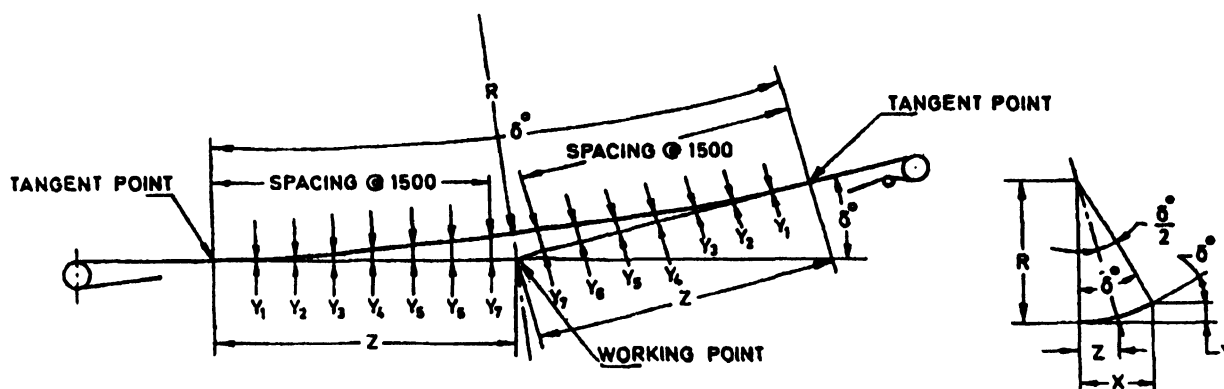 R
δ°
TANGENT POINT
SPACING @ 1500
TANGENT POINT
SPACING @ 1500
δ°
Y₁ Y₂ Y₃ Y₄ Y₅ Y₆ Y₇
Y₇ Y₆ Y₅ Y₄ Y₃ Y₂ Y₁
Z
Z
WORKING POINT
R
δ°/2
δ°
δ°
Z
X
Y